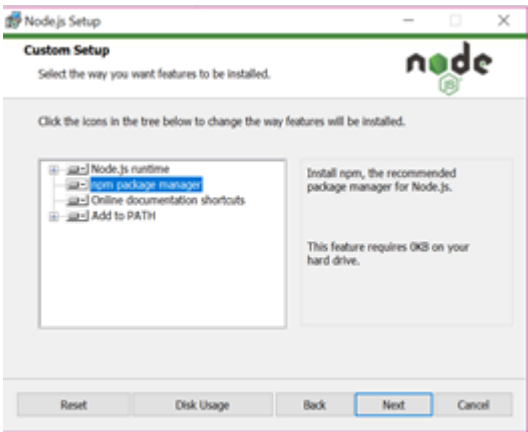 Node.js Setup
Custom Setup
Select the way you want features to be installed.
node
JS
Click the icons in the tree below to change the way features will be installed.
Node.js runtime
npm package manager
Online documentation shortcuts
Add to PATH
Install npm, the recommended
package manager for Node.js.
This feature requires 0KB on your
hard drive.
Reset
Disk Usage
Back
Next
Cancel